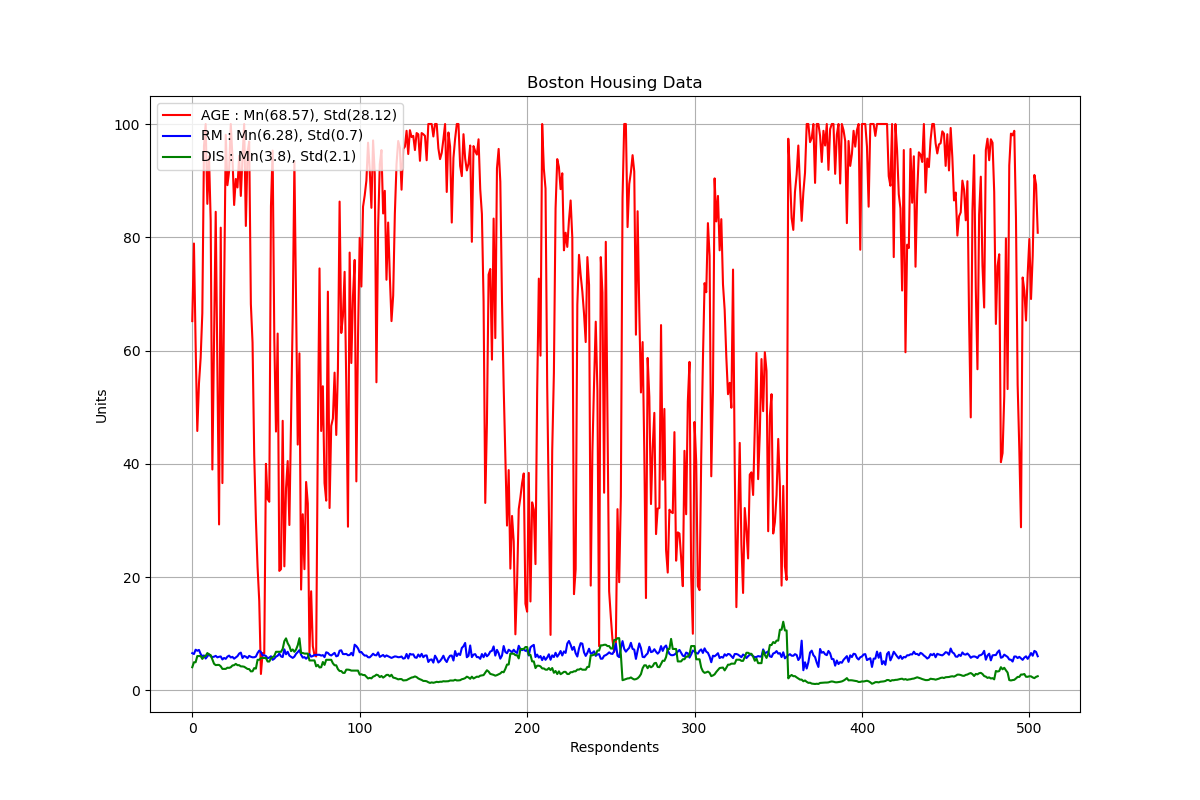 Boston Housing Data
AGE : Mn(68.57), Std(28.12)
RM : Mn(6.28), Std(0.7)
DIS : Mn(3.8), Std(2.1)
100
80
60
40
20
0
Units
0 100 200 300 400 500
Respondents